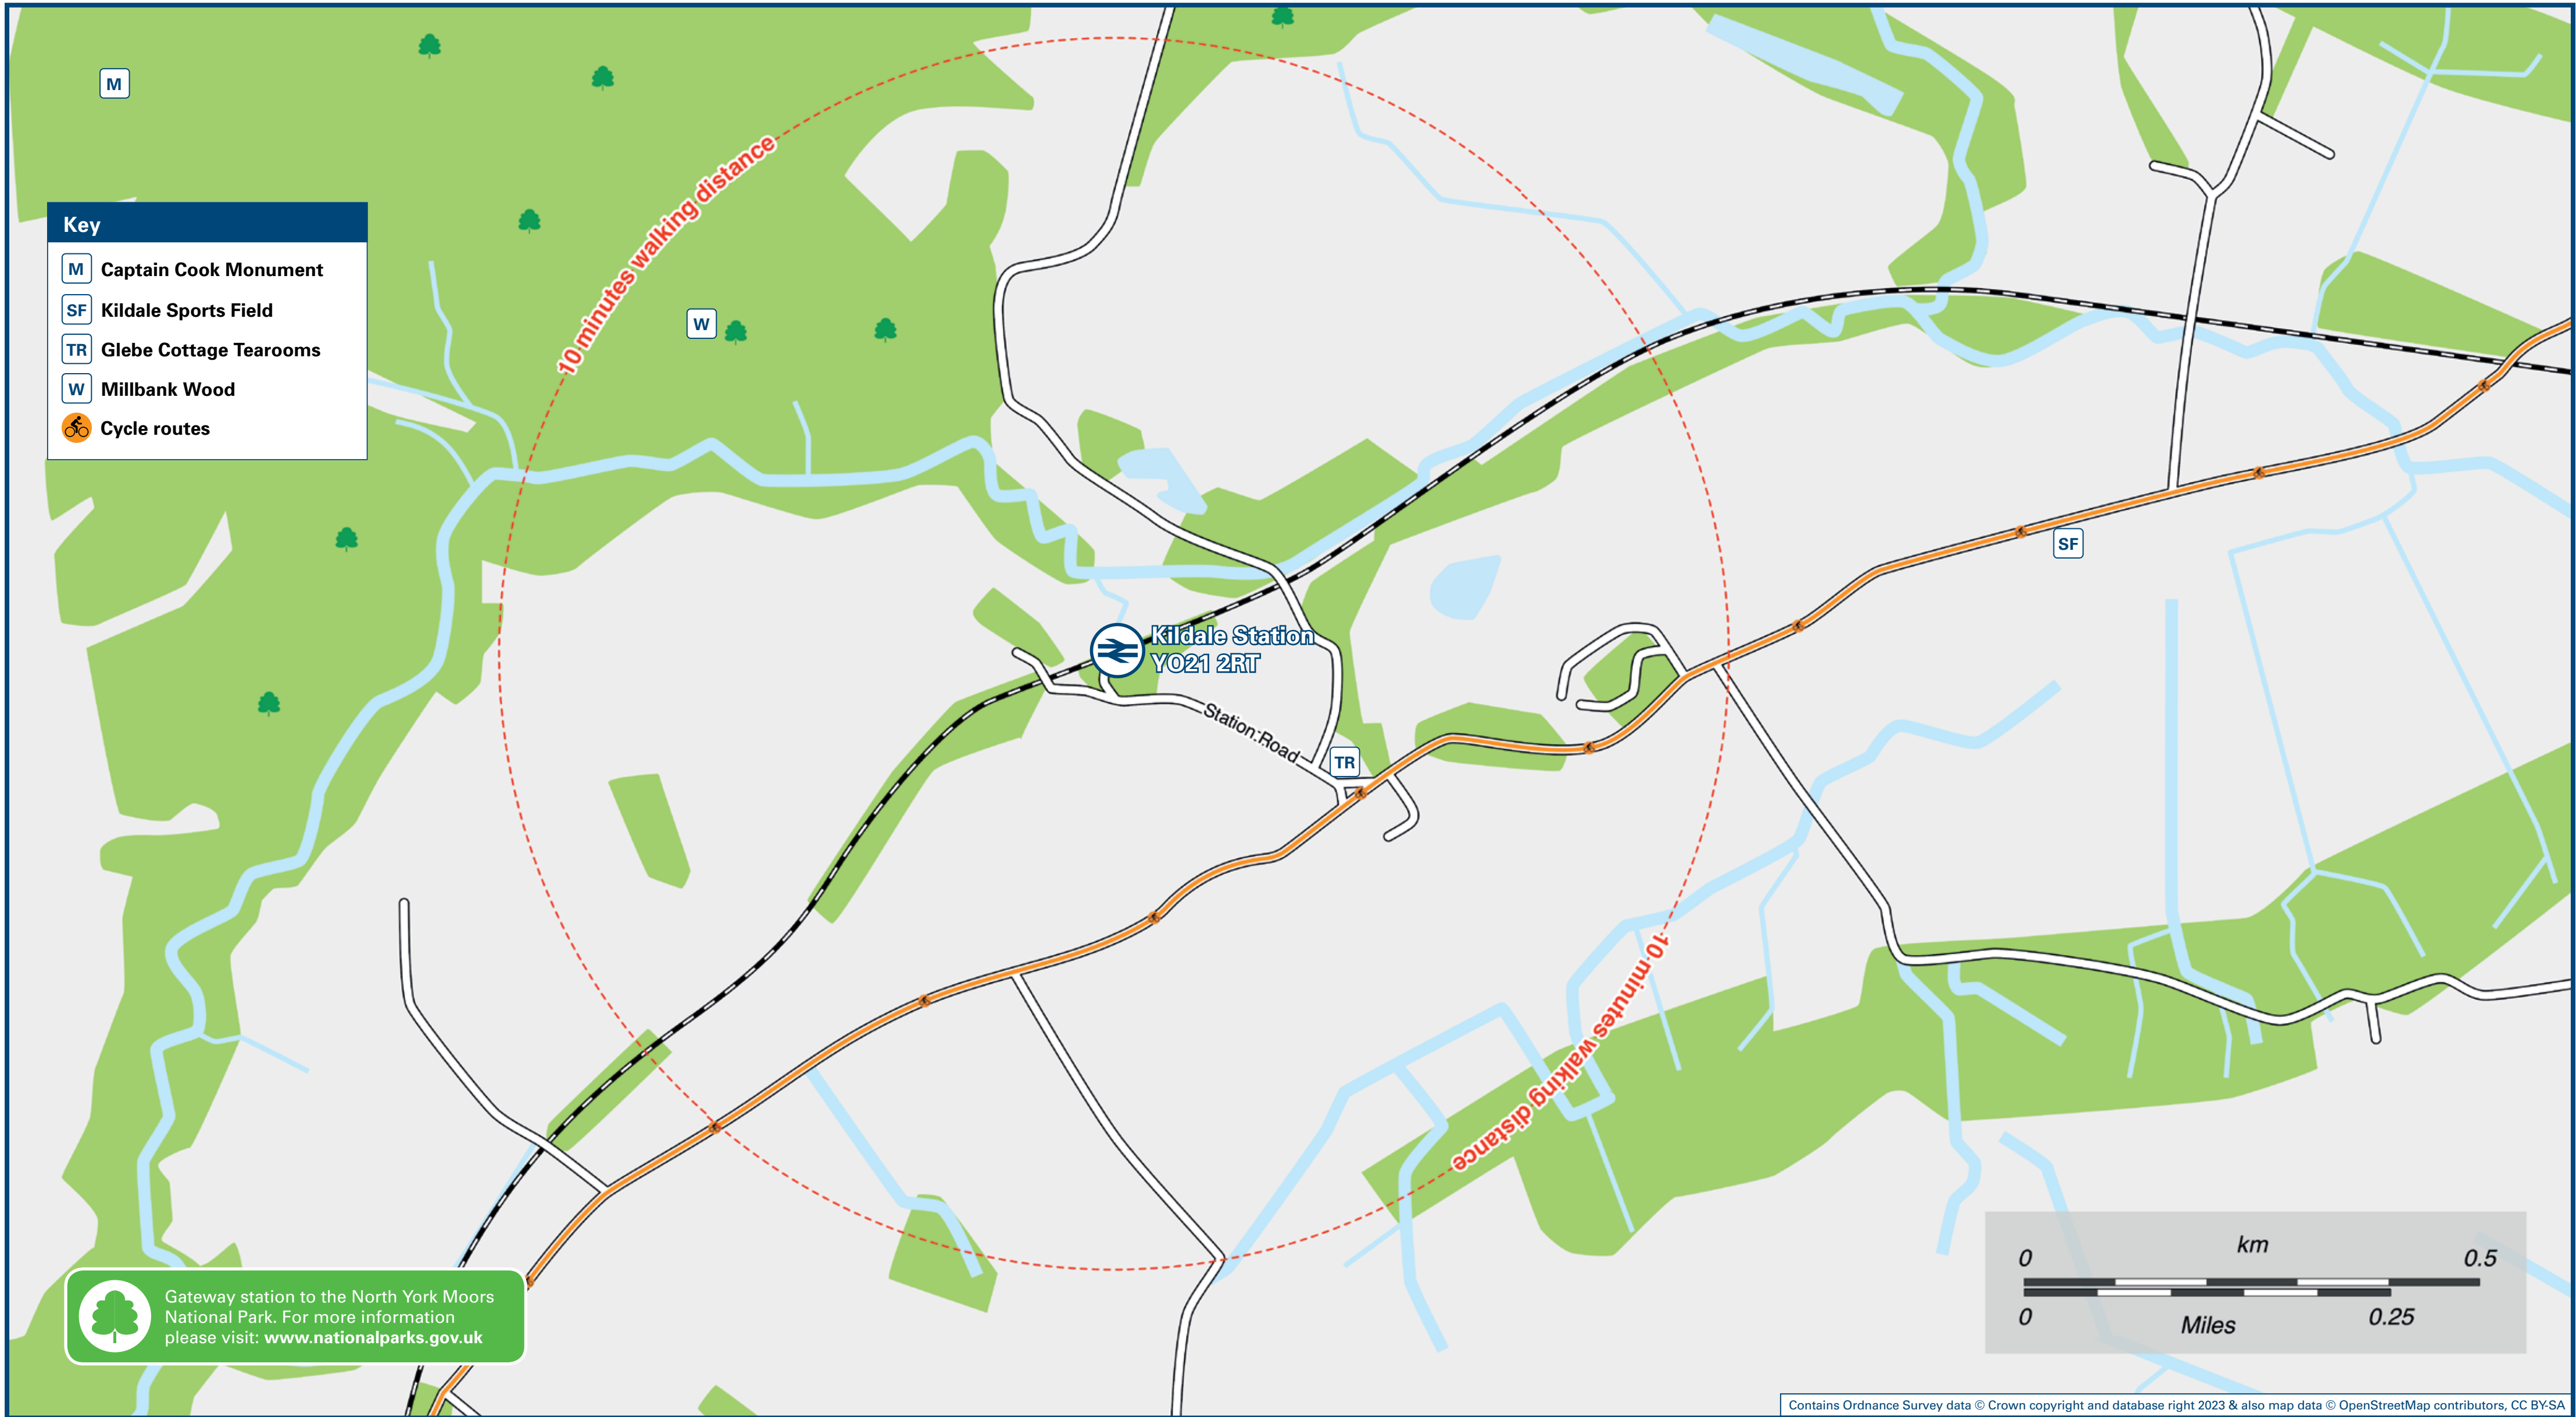 M
10 minutes walking distance
Key
M Captain Cook Monument
SF Kildale Sports Field
TR Glebe Cottage Tearooms
W Millbank Wood
Cycle routes
W
SF
Kildale Station
YO21 2RT
Station Road
TR
10 minutes walking distance
km
0 0.5
0 0.25
Miles
Gateway station to the North York Moors
National Park. For more information
please visit: www.nationalparks.gov.uk
Contains Ordnance Survey data © Crown copyright and database right 2023 & also map data © OpenStreetMap contributors, CC BY-SA